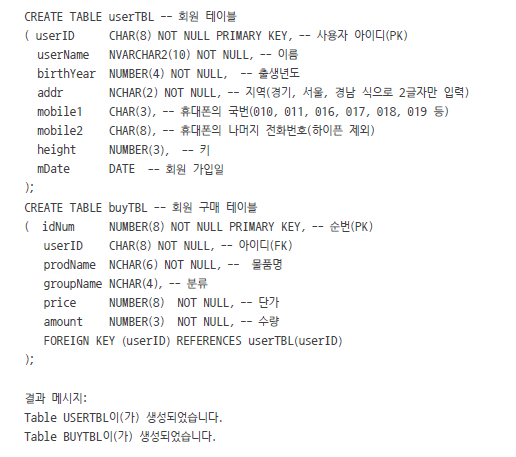 CREATE TABLE userTBL -- 회원 테이블
( userID CHAR(8) NOT NULL PRIMARY KEY, -- 사용자 아이디(PK)
userName NVARCHAR2(10) NOT NULL, -- 이름
birthYear NUMBER(4) NOT NULL, -- 출생년도
addr NCHAR(2) NOT NULL, -- 지역(경기, 서울, 경남 식으로 2글자만 입력)
mobile1 CHAR(3), -- 휴대폰의 국번(010, 011, 016, 017, 018, 019 등)
mobile2 CHAR(8), -- 휴대폰의 나머지 전화번호(하이픈 제외)
height NUMBER(3), -- 키
mDate DATE -- 회원 가입일
);
CREATE TABLE buyTBL -- 회원 구매 테이블
( idNum NUMBER(8) NOT NULL PRIMARY KEY, -- 순번(PK)
userID CHAR(8) NOT NULL, -- 아이디(FK)
prodName NCHAR(6) NOT NULL, -- 물품명
groupName NCHAR(4), -- 분류
price NUMBER(8) NOT NULL, -- 단가
amount NUMBER(3) NOT NULL, -- 수량
FOREIGN KEY (userID) REFERENCES userTBL(userID)
);
결과 메시지:
Table USERTBL이(가) 생성되었습니다.
Table BUYTBL이(가) 생성되었습니다.